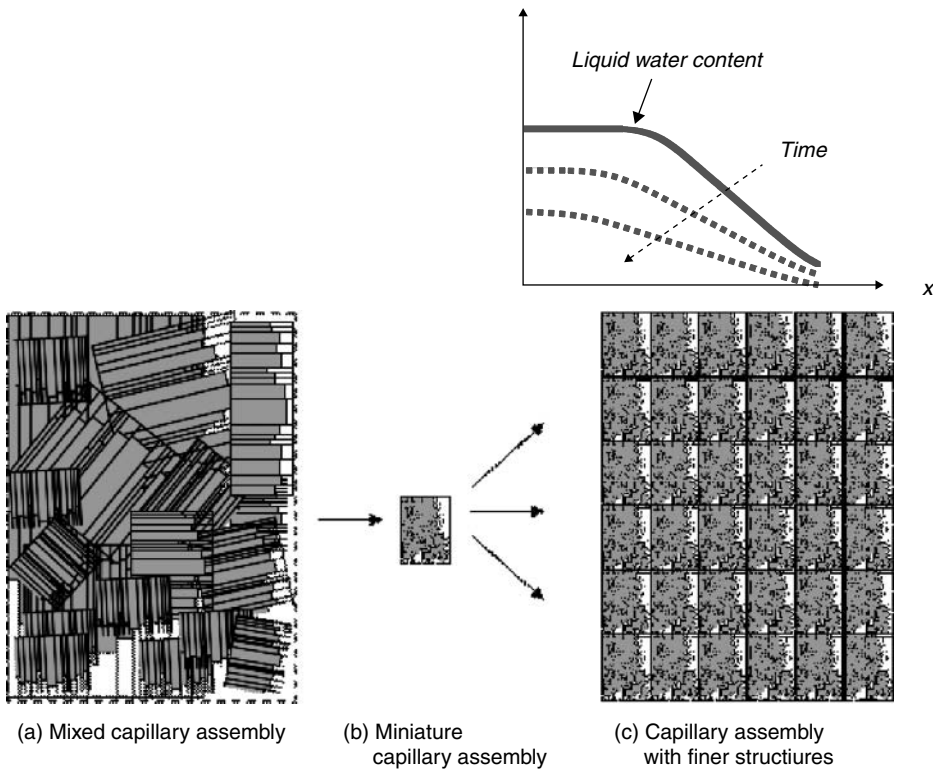 Liquid water content
Time
x
(a) Mixed capillary assembly
(b) Miniature
capillary assembly
(c) Capillary assembly
with finer structiures